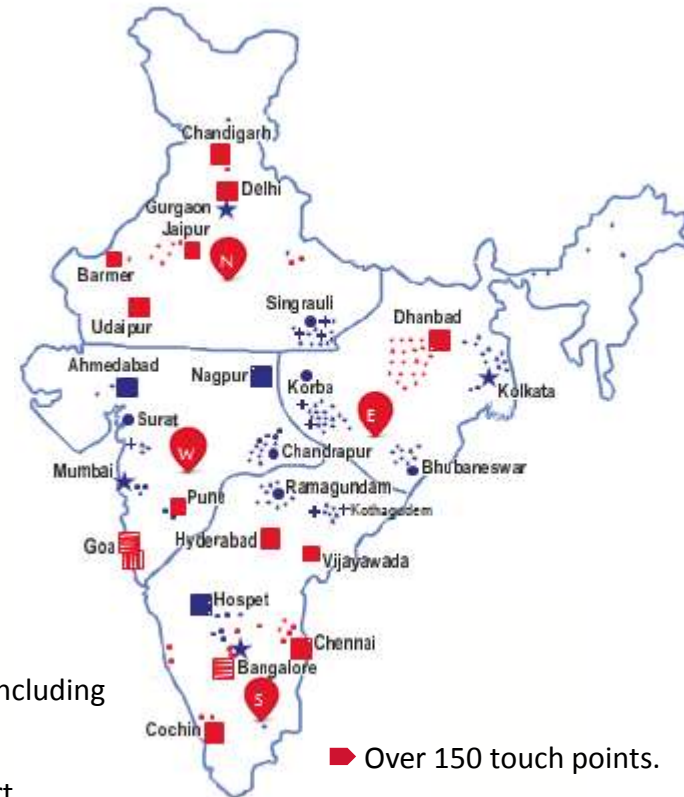 Chandigarh
Delhi
Gurgaon
Jaipur
N
Barmer
Udaipur
Singrauli
Dhanbad
Ahmedabad
Nagpur
Korba
Kolkata
Surat
E
W
Chandrapur
Bhubaneswar
Mumbai
Ramagundam
Pune
Kothagudem
Goa
Hyderabad
Vijayawada
Hospet
Chennai
Bangalore
ncluding
S
Cochin
Over 150 touch points.